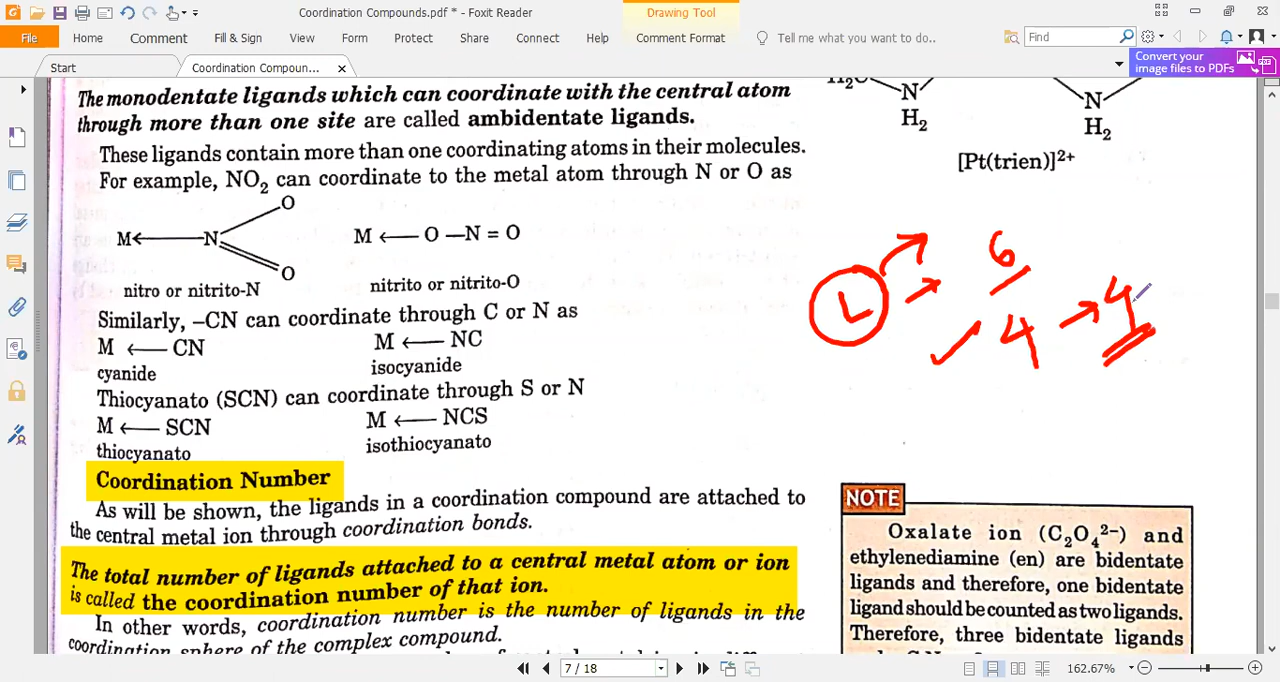 Coordination Compounds.pdf * - Foxit Reader
Drawing Tool
File Home Comment Fill & Sign View Form Protect Share Connect Help Comment Format Tell me what you want to do.. Find
Start
Coordination Compoun...
Convert your
image files to PDFs
The monodentate ligands which can coordinate with the central atom
through more than one site are called ambidentate ligands.
These ligands contain more than one coordinating atoms in their molecules.
For example, NO2 can coordinate to the metal atom through N or O as
O
M N
O
nitro or nitrito-N
M ← O — N = O
nitrito or nitrito-O
Similarly, –CN can coordinate through C or N as
M ← CN
M ← NC
cyanide
isocyanide
Thiocyanato (SCN) can coordinate through S or N
M ← SCN
M ← NCS
thiocyanato
isothiocyanato
Coordination Number
As will be shown, the ligands in a coordination compound are attached to
the central metal ion through coordination bonds.
The total number of ligands attached to a central metal atom or ion
is called the coordination number of that ion.
In other words, coordination number is the number of ligands in the
coordination sphere of the complex compound.
N
H2
N
H2
[Pt(trien)]2+
L
6
4 → 4
NOTE
Oxalate ion (C2O4 2–) and
ethylenediamine (en) are bidentate
ligands and therefore, one bidentate
ligand should be counted as two ligands.
Therefore, three bidentate ligands
7 / 18
162.67%